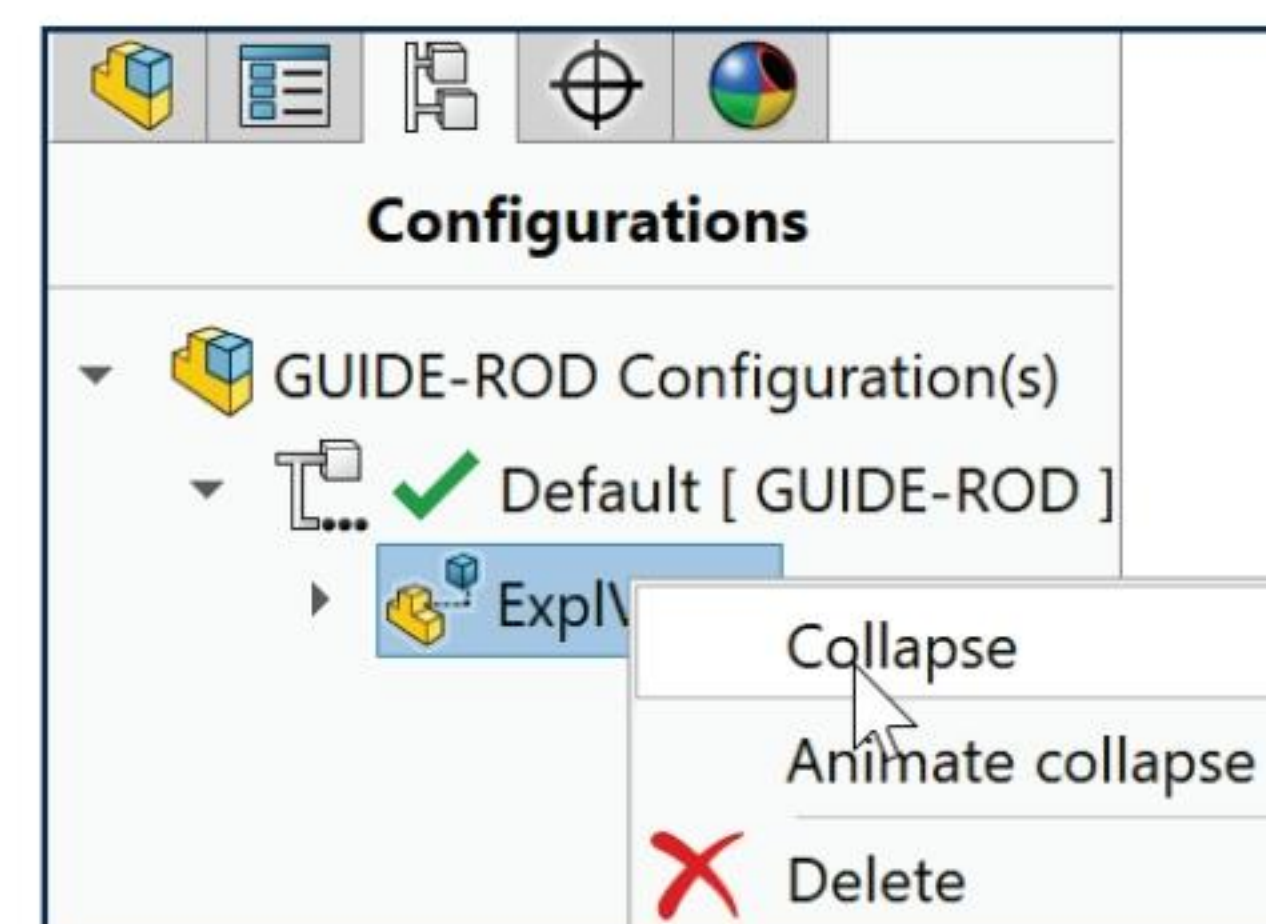 Configurations
GUIDE-ROD Configuration(s)
Default [ GUIDE-ROD ]
Collapse
Animate collapse
Delete